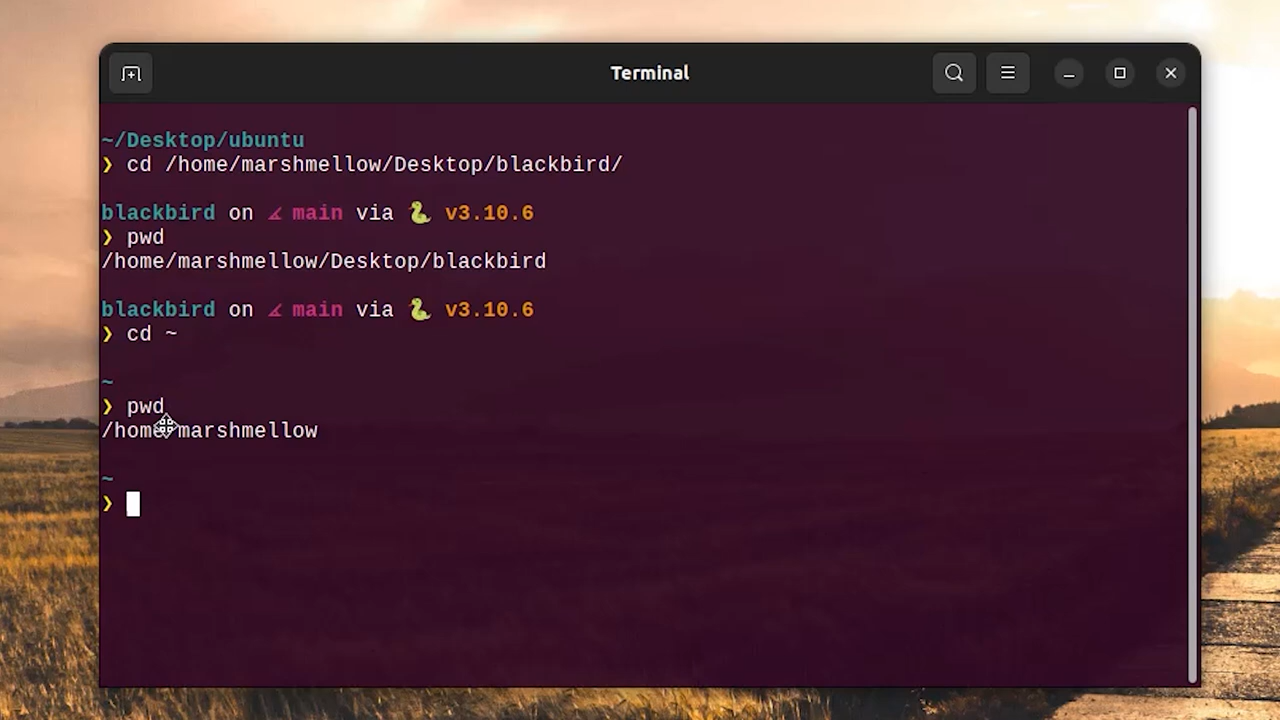 Terminal
~/Desktop/ubuntu
❯ cd /home/marshmellow/Desktop/blackbird/
blackbird on main via 🐍 v3.10.6
❯ pwd
/home/marshmellow/Desktop/blackbird
blackbird on main via 🐍 v3.10.6
❯ cd ~
~
❯ pwd
/home/marshmellow
~
❯